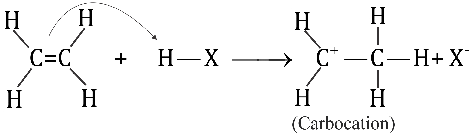 H H H
H H
C=C + H—X ⟶ C⁺—C—H + X⁻
H H H H
(Carbocation)